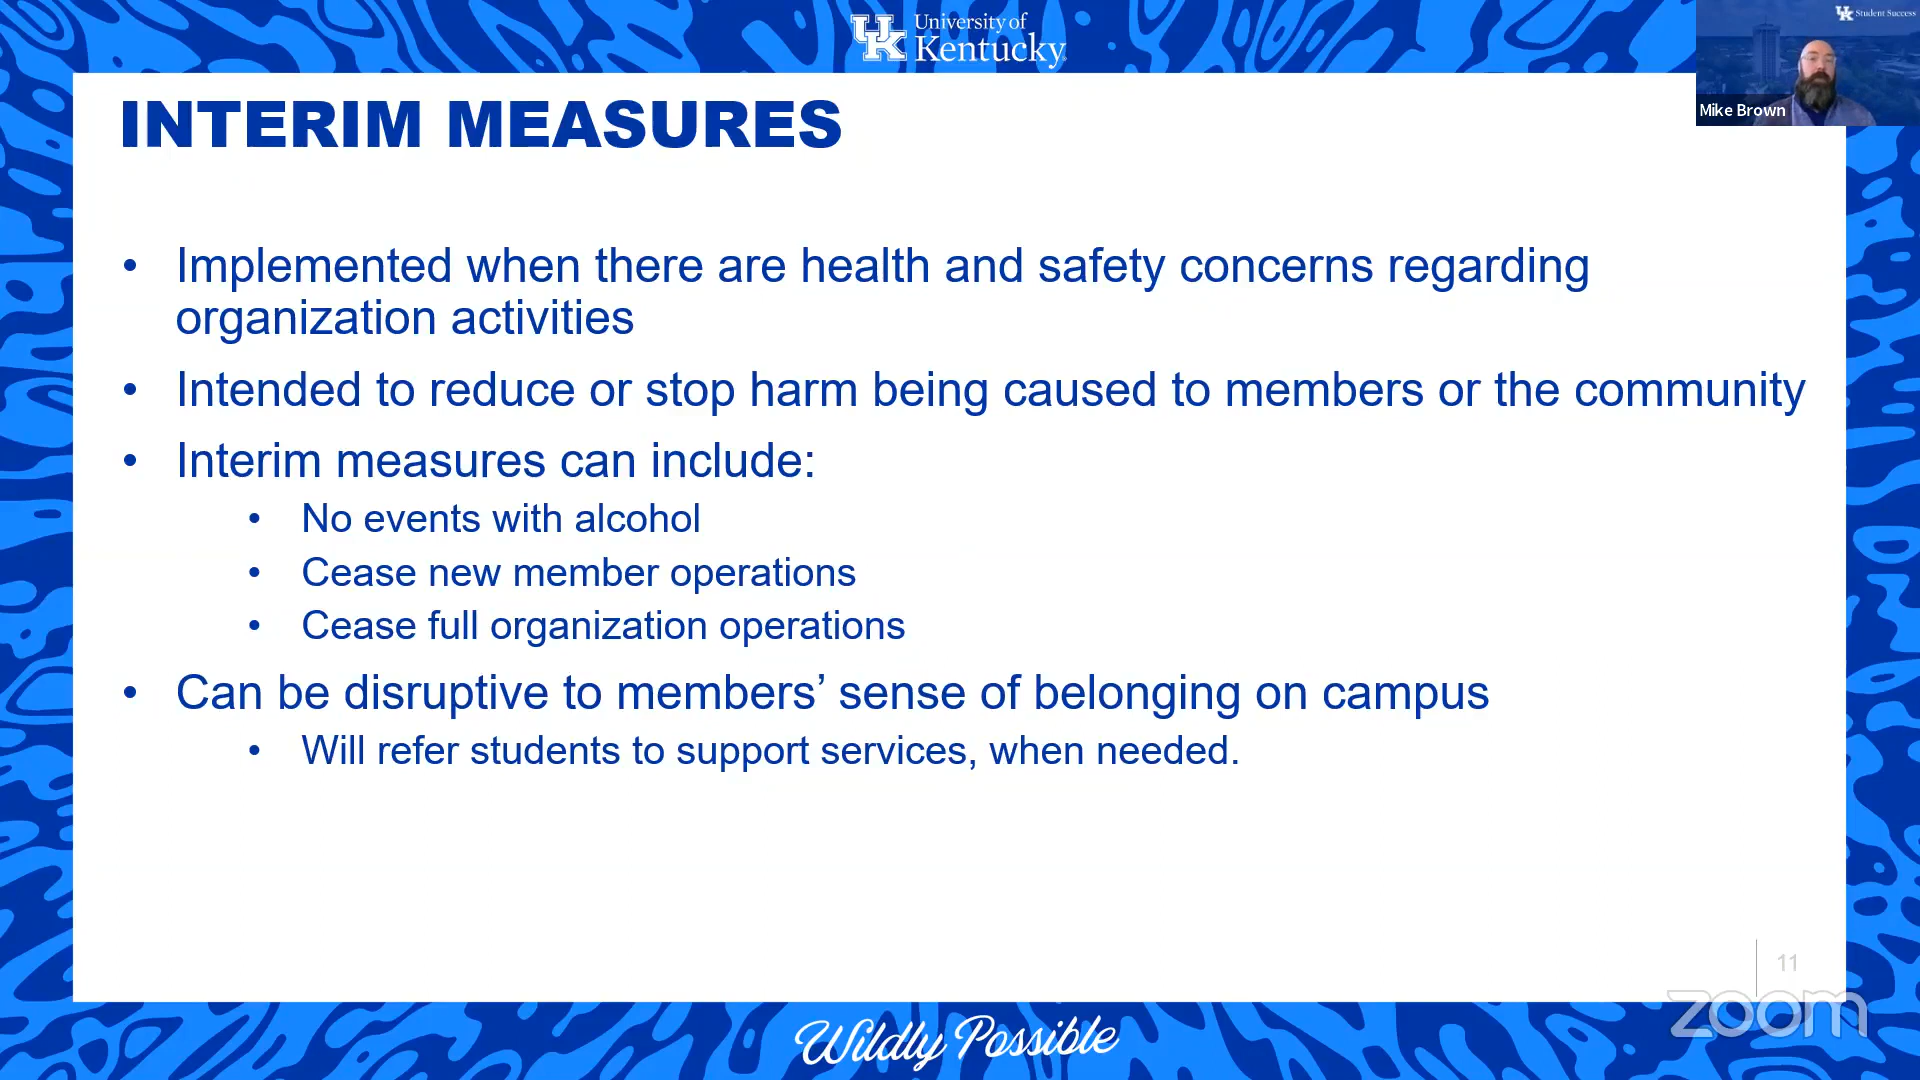 University of
Kentucky
UK Student Success
Mike Brown
INTERIM MEASURES
• Implemented when there are health and safety concerns regarding
organization activities
• Intended to reduce or stop harm being caused to members or the community
• Interim measures can include:
• No events with alcohol
• Cease new member operations
• Cease full organization operations
• Can be disruptive to members’ sense of belonging on campus
• Will refer students to support services, when needed.
11
zoom
Wildly Possible